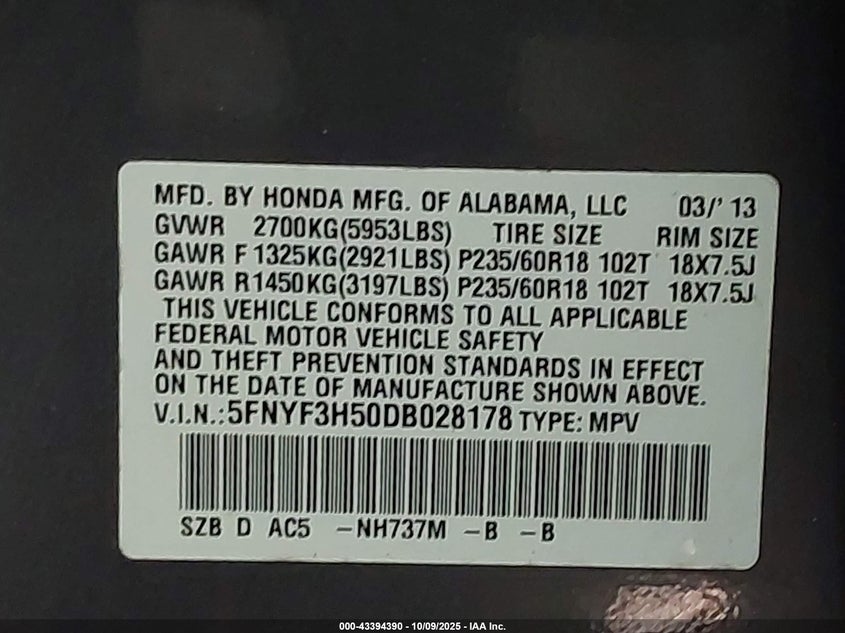 MFD. BY HONDA MFG. OF ALABAMA, LLC 03/' 13
GVWR 2700KG(5953LBS) TIRE SIZE RIM SIZE
GAWR F 1325KG(2921LBS) P235/60R18 102T 18X7.5J
GAWR R1450KG(3197LBS) P235/60R18 102T 18X7.5J
THIS VEHICLE CONFORMS TO ALL APPLICABLE
FEDERAL MOTOR VEHICLE SAFETY
AND THEFT PREVENTION STANDARDS IN EFFECT
ON THE DATE OF MANUFACTURE SHOWN ABOVE.
V.I.N.:5FNYF3H50DB028178 TYPE: MPV
SZB D AC5 -NH737M -B -B
000-43394390 - 10/09/2025 - IAA Inc.